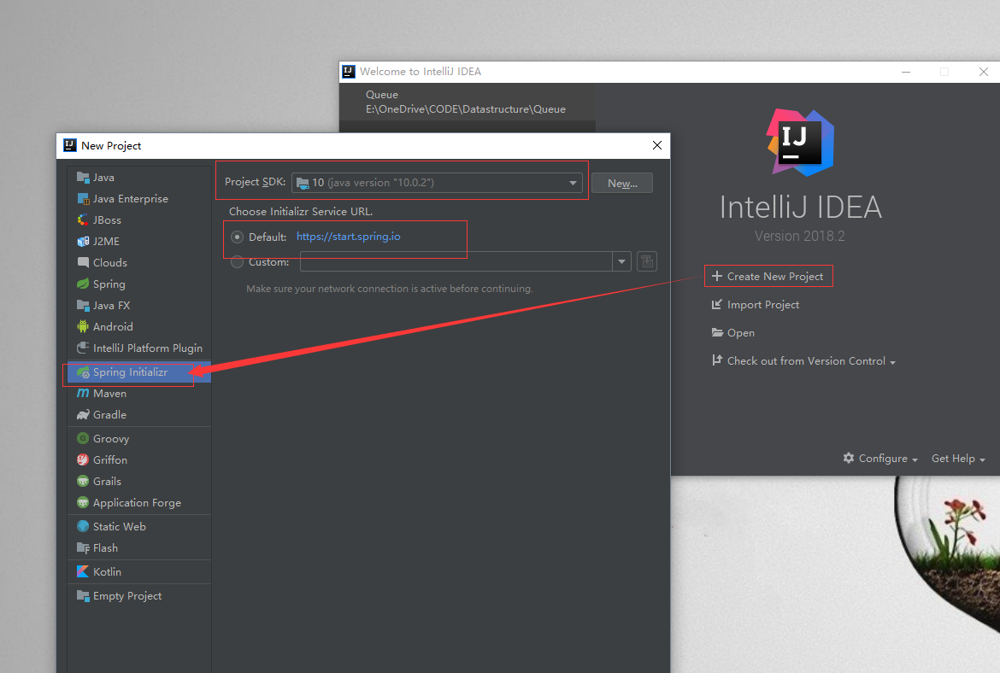 IJ Welcome to IntelliJ IDEA
Queue
E:\OneDrive\CODE\Datastructure\Queue
IJ
IntelliJ IDEA
Version 2018.2
Create New Project
Import Project
Open
Check out from Version Control
Configure
Get Help
IJ New Project
Java
Java Enterprise
JBoss
J2ME
Clouds
Spring
Java FX
Android
IntelliJ Platform Plugin
Spring Initializr
Maven
Gradle
Groovy
Griffon
Grails
Application Forge
Static Web
Flash
Kotlin
Empty Project
Project SDK: 10 (java version "10.0.2") New...
Choose Initializr Service URL.
Default: https://start.spring.io
Custom:
Make sure your network connection is active before continuing.